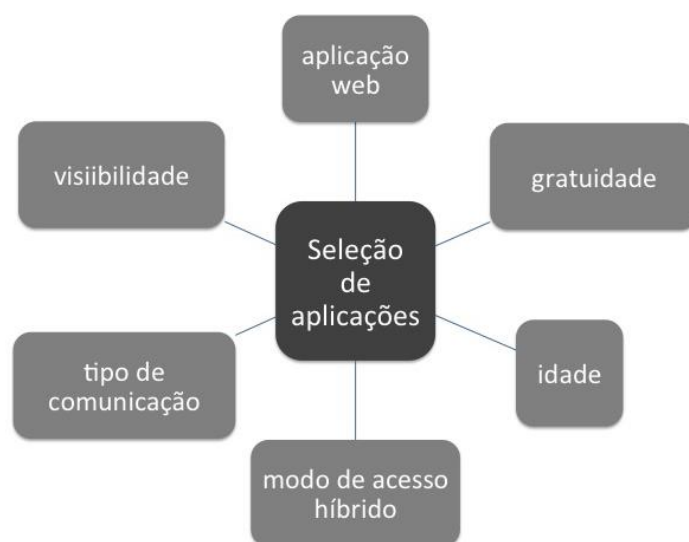 aplicação
web
visiibilidade
gratuidade
Seleção
de
aplicações
tipo de
comunicação
idade
modo de acesso
híbrido